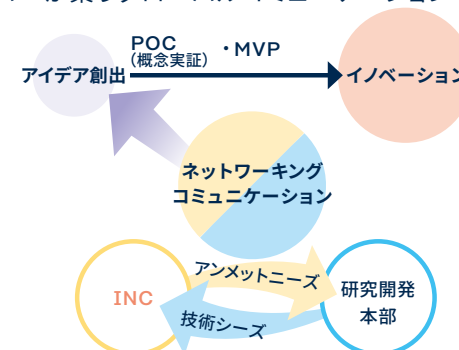 POC
(概念実証)
・MVP
アイデア創出
イノベーション
ネットワーキング
コミュニケーション
アンメットニーズ
INC
研究開発
本部
技術シーズ